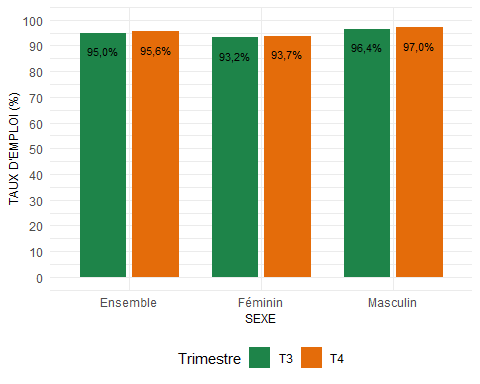 100
90
80
70
60
50
40
30
20
10
0
TAUX D'EMPLOI (%)
95,0%
95,6%
93,2%
93,7%
96,4%
97,0%
Ensemble
Féminin
Masculin
SEXE
Trimestre T3 T4